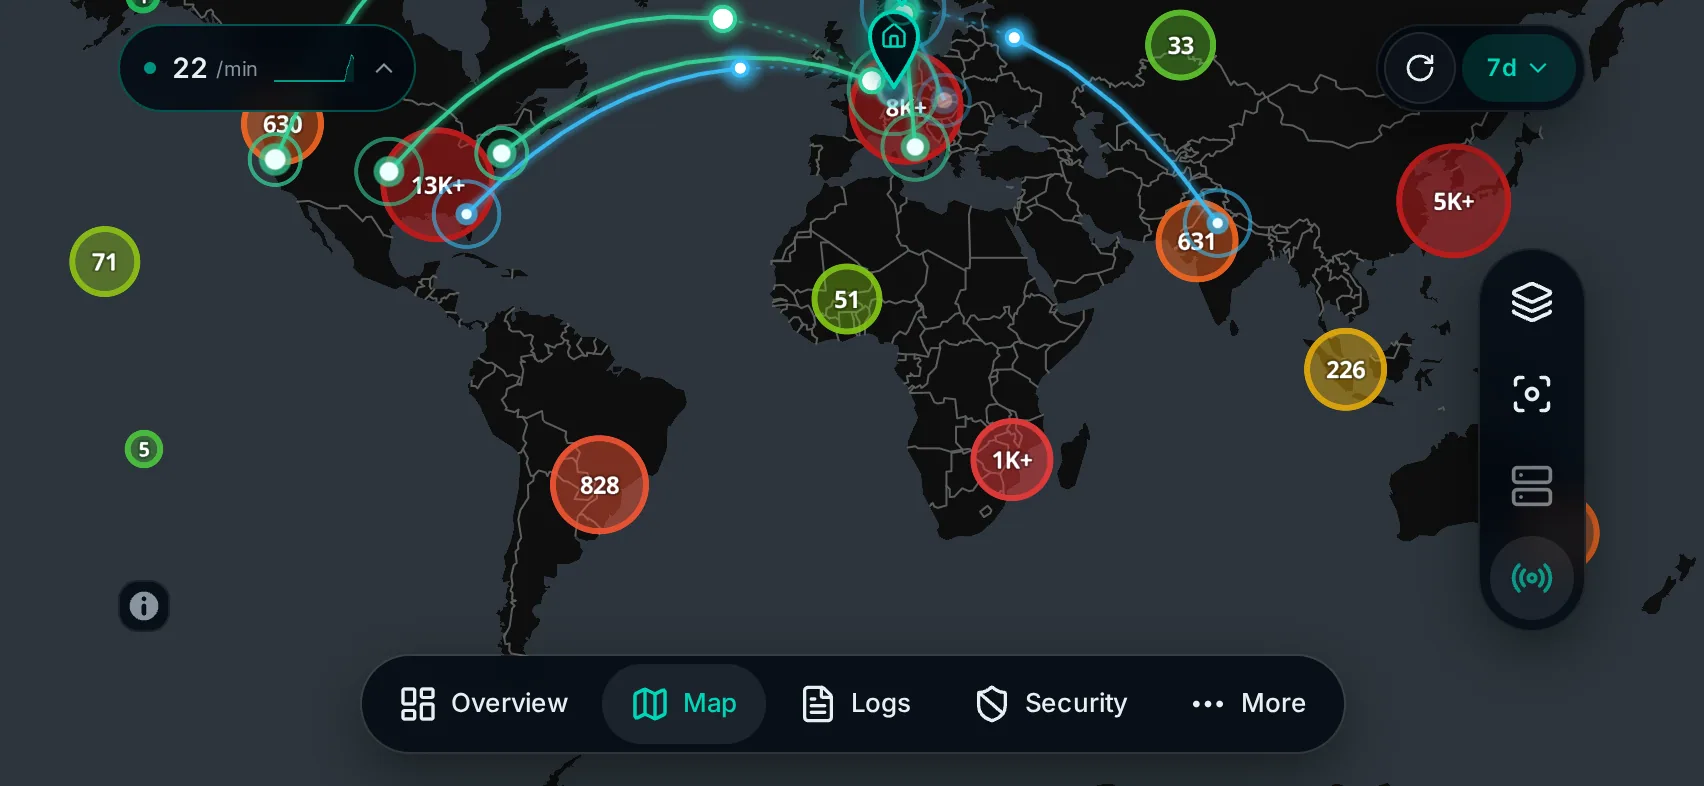 22 /min
33
7d
630
8K+
13K+
5K+
71
631
51
226
5
828
1K+
Overview
Map
Logs
Security
More